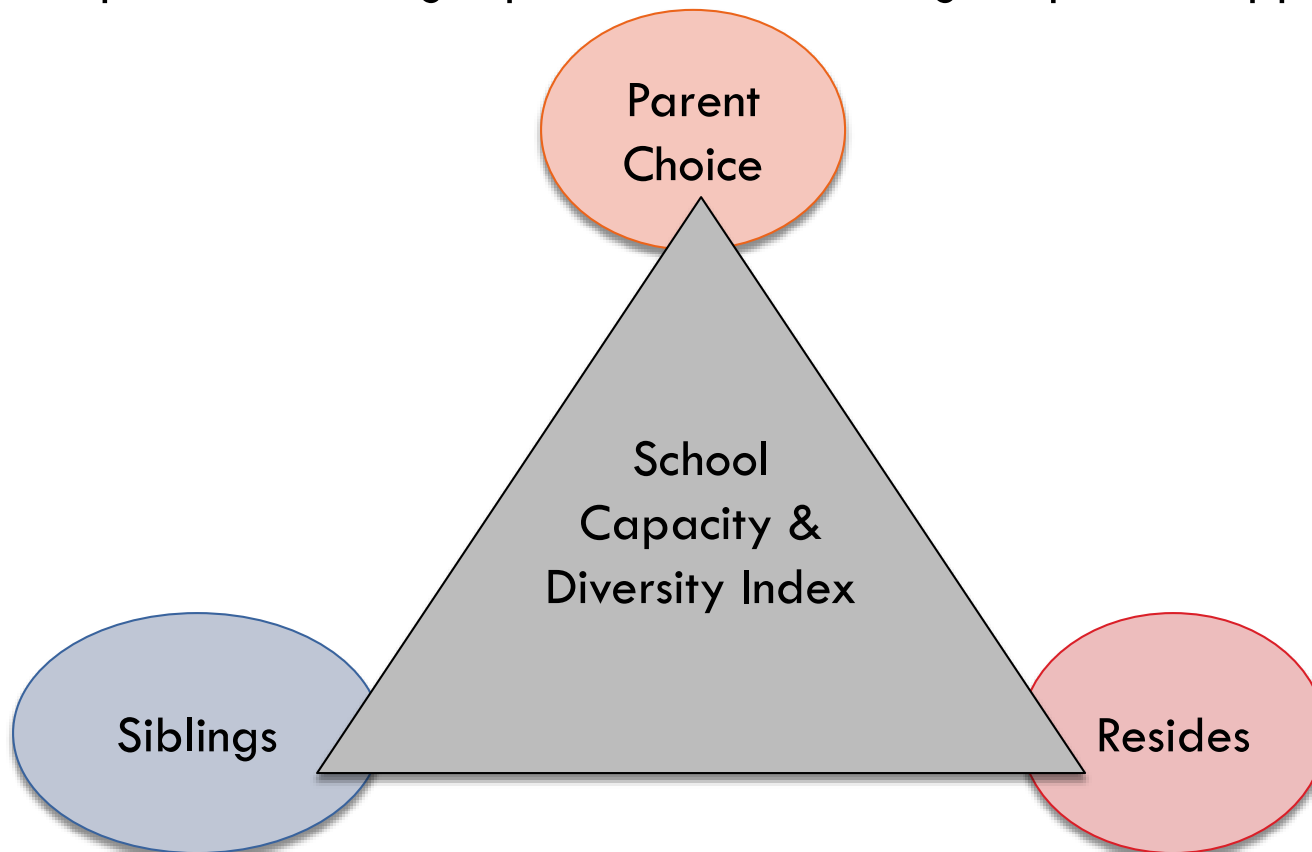 Parent
Choice
School
Capacity &
Diversity Index
Siblings
Resides